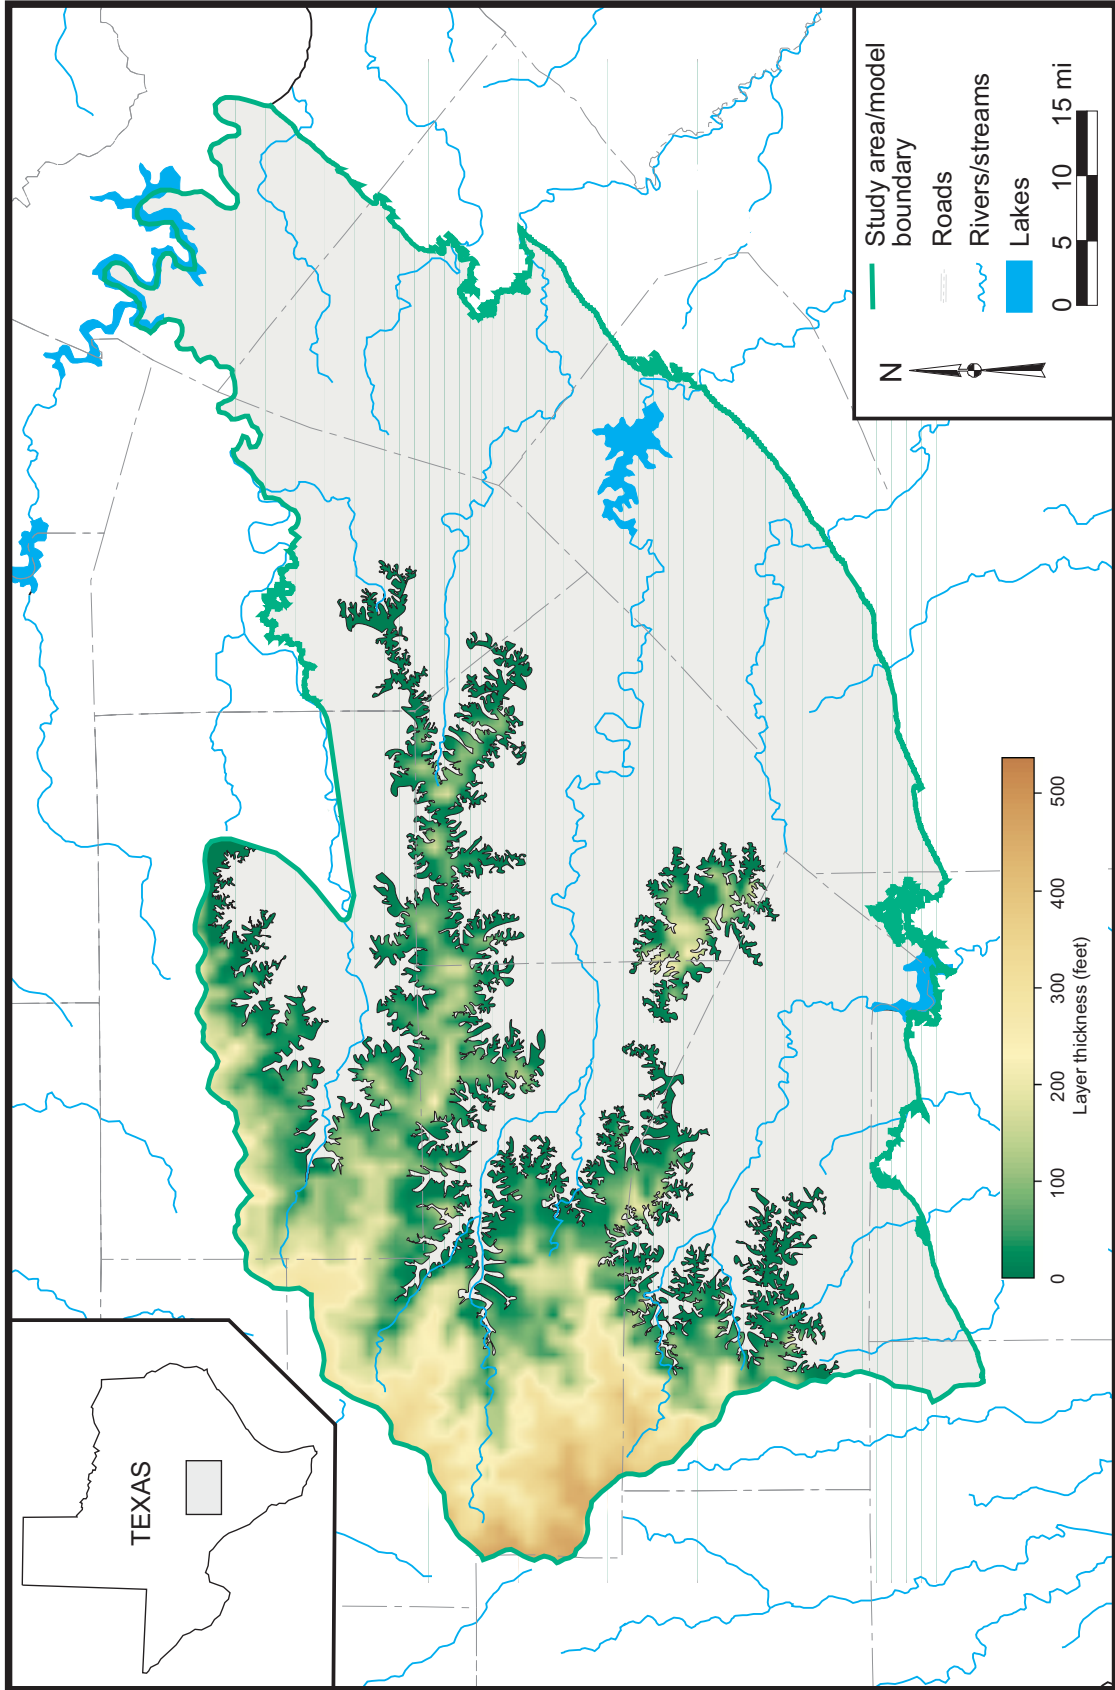 TEXAS
Study area/model
boundary
Roads
Rivers/streams
Lakes
N
0 5 10 15 mi
0 100 200 300 400 500
Layer thickness (feet)